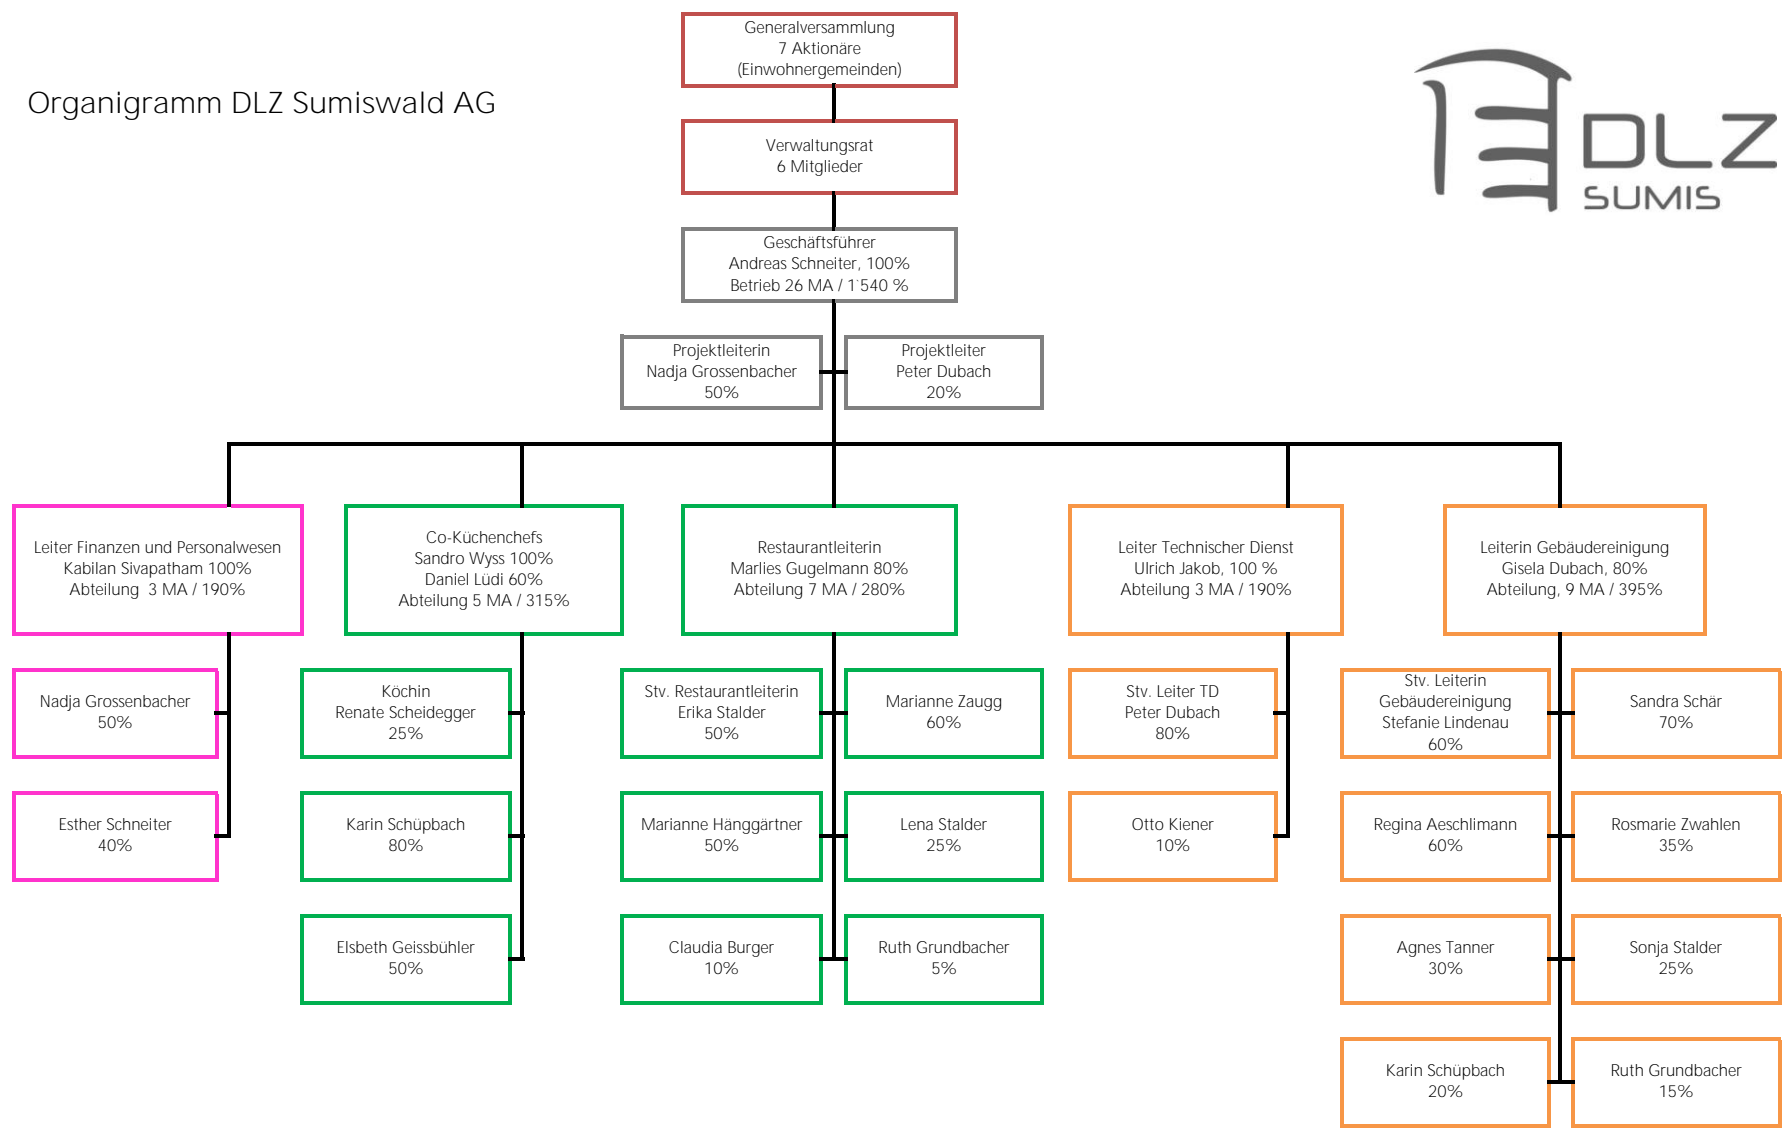 Organigramm DLZ Sumiswald AG
DLZ
SUMIS
Generalversammlung
7 Aktionäre
(Einwohnergemeinden)
Verwaltungsrat
6 Mitglieder
Geschäftsführer
Andreas Schneiter, 100%
Betrieb 26 MA / 1`540 %
Projektleiterin
Nadja Grossenbacher
50%
Projektleiter
Peter Dubach
20%
Leiter Finanzen und Personalwesen
Kabilan Sivapatham 100%
Abteilung 3 MA / 190%
Co-Küchenchefs
Sandro Wyss 100%
Daniel Lüdi 60%
Abteilung 5 MA / 315%
Restaurantleiterin
Marlies Gugelmann 80%
Abteilung 7 MA / 280%
Leiter Technischer Dienst
Ulrich Jakob, 100 %
Abteilung 3 MA / 190%
Leiterin Gebäudereinigung
Gisela Dubach, 80%
Abteilung, 9 MA / 395%
Nadja Grossenbacher
50%
Esther Schneiter
40%
Köchin
Renate Scheidegger
25%
Karin Schüpbach
80%
Elsbeth Geissbühler
50%
Stv. Restaurantleiterin
Erika Stalder
50%
Marianne Zaugg
60%
Marianne Hänggärtner
50%
Lena Stalder
25%
Claudia Burger
10%
Ruth Grundbacher
5%
Stv. Leiter TD
Peter Dubach
80%
Otto Kiener
10%
Stv. Leiterin
Gebäudereinigung
Stefanie Lindenau
60%
Sandra Schär
70%
Regina Aeschlimann
60%
Rosmarie Zwahlen
35%
Agnes Tanner
30%
Sonja Stalder
25%
Karin Schüpbach
20%
Ruth Grundbacher
15%